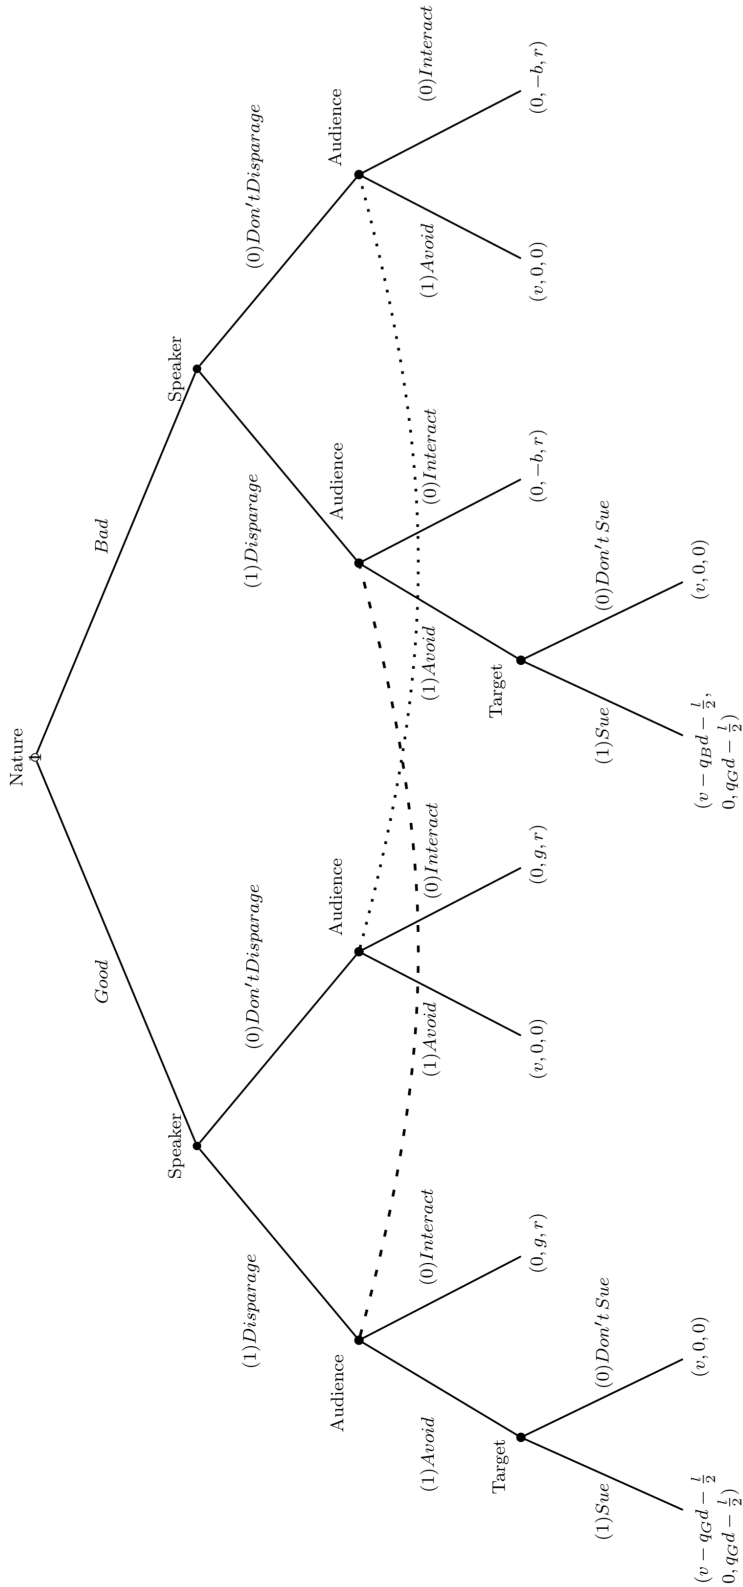 Nature
Good
Bad
Speaker
Speaker
(1)Disparage
(0)Don'tDisparage
(1)Disparage
(0)Don'tDisparage
Audience
Audience
Audience
Audience
(1)Avoid
(0)Interact
(1)Avoid
(0)Interact
(1)Avoid
(0)Interact
(1)Avoid
(0)Interact
Target
(0, g, r)
(v, 0, 0)
(0, g, r)
Target
(0, −b, r)
(v, 0, 0)
(0, −b, r)
(1)Sue
(0)Don't Sue
(1)Sue
(0)Don't Sue
(v − q_G d − l/2
0, q_G d − l/2)
(v, 0, 0)
(v − q_B d − l/2,
0, q_G d − l/2)
(v, 0, 0)